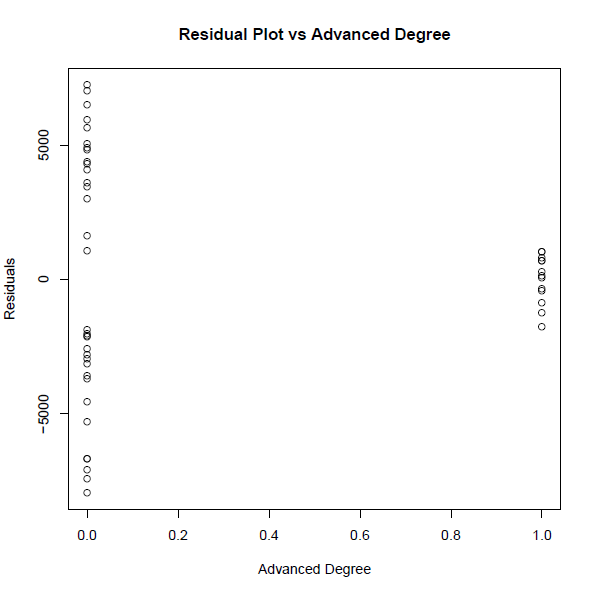 Residual Plot vs Advanced Degree
Residuals
5000
0
−5000
0.0 0.2 0.4 0.6 0.8 1.0
Advanced Degree